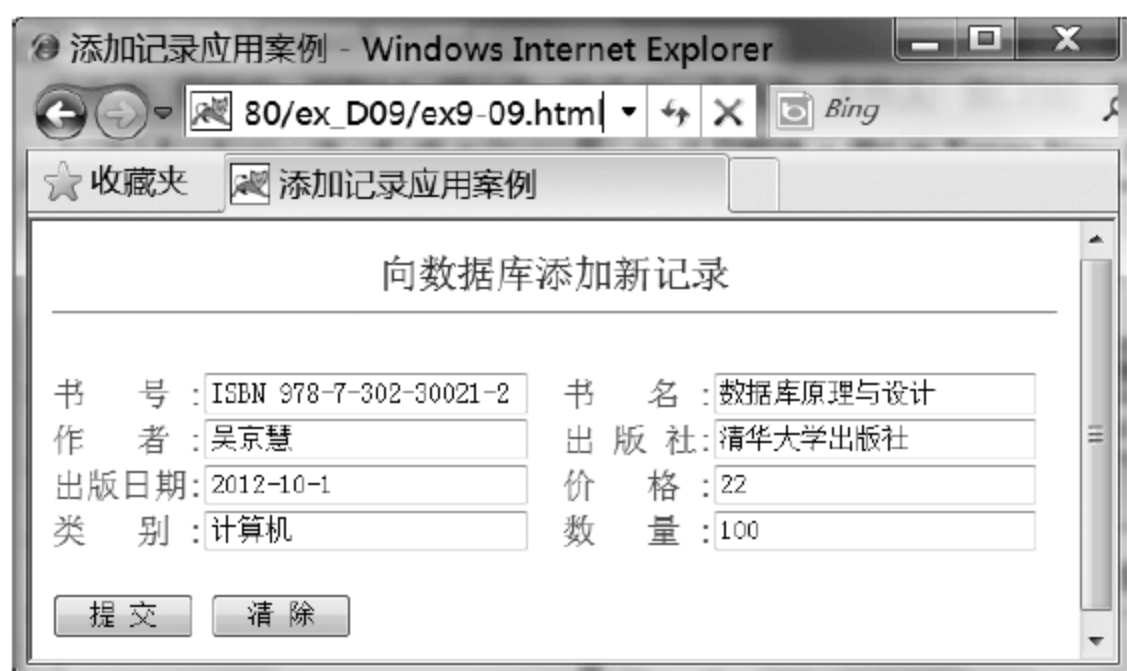 添加记录应用案例 - Windows Internet Explorer
80/ex_D09/ex9-09.html Bing
收藏夹 添加记录应用案例
向数据库添加新记录
书 号 : ISBN 978-7-302-30021-2 书 名 : 数据库原理与设计
作 者 : 吴京慧 出 版 社: 清华大学出版社
出版日期: 2012-10-1 价 格 : 22
类 别 : 计算机 数 量 : 100
提 交 清 除